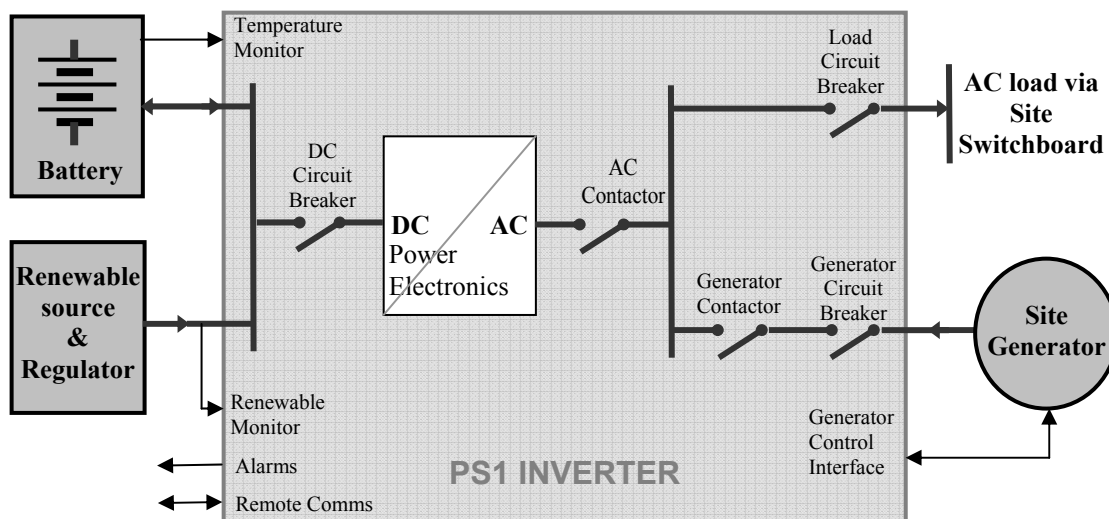 Temperature
Monitor
Battery
Renewable
source
&
Regulator
Renewable
Monitor
Alarms
Remote Comms
DC
Circuit
Breaker
DC
AC
Power
Electronics
AC
Contactor
Load
Circuit
Breaker
AC load via
Site
Switchboard
Generator
Contactor
Generator
Circuit
Breaker
Site
Generator
Generator
Control
Interface
PS1 INVERTER